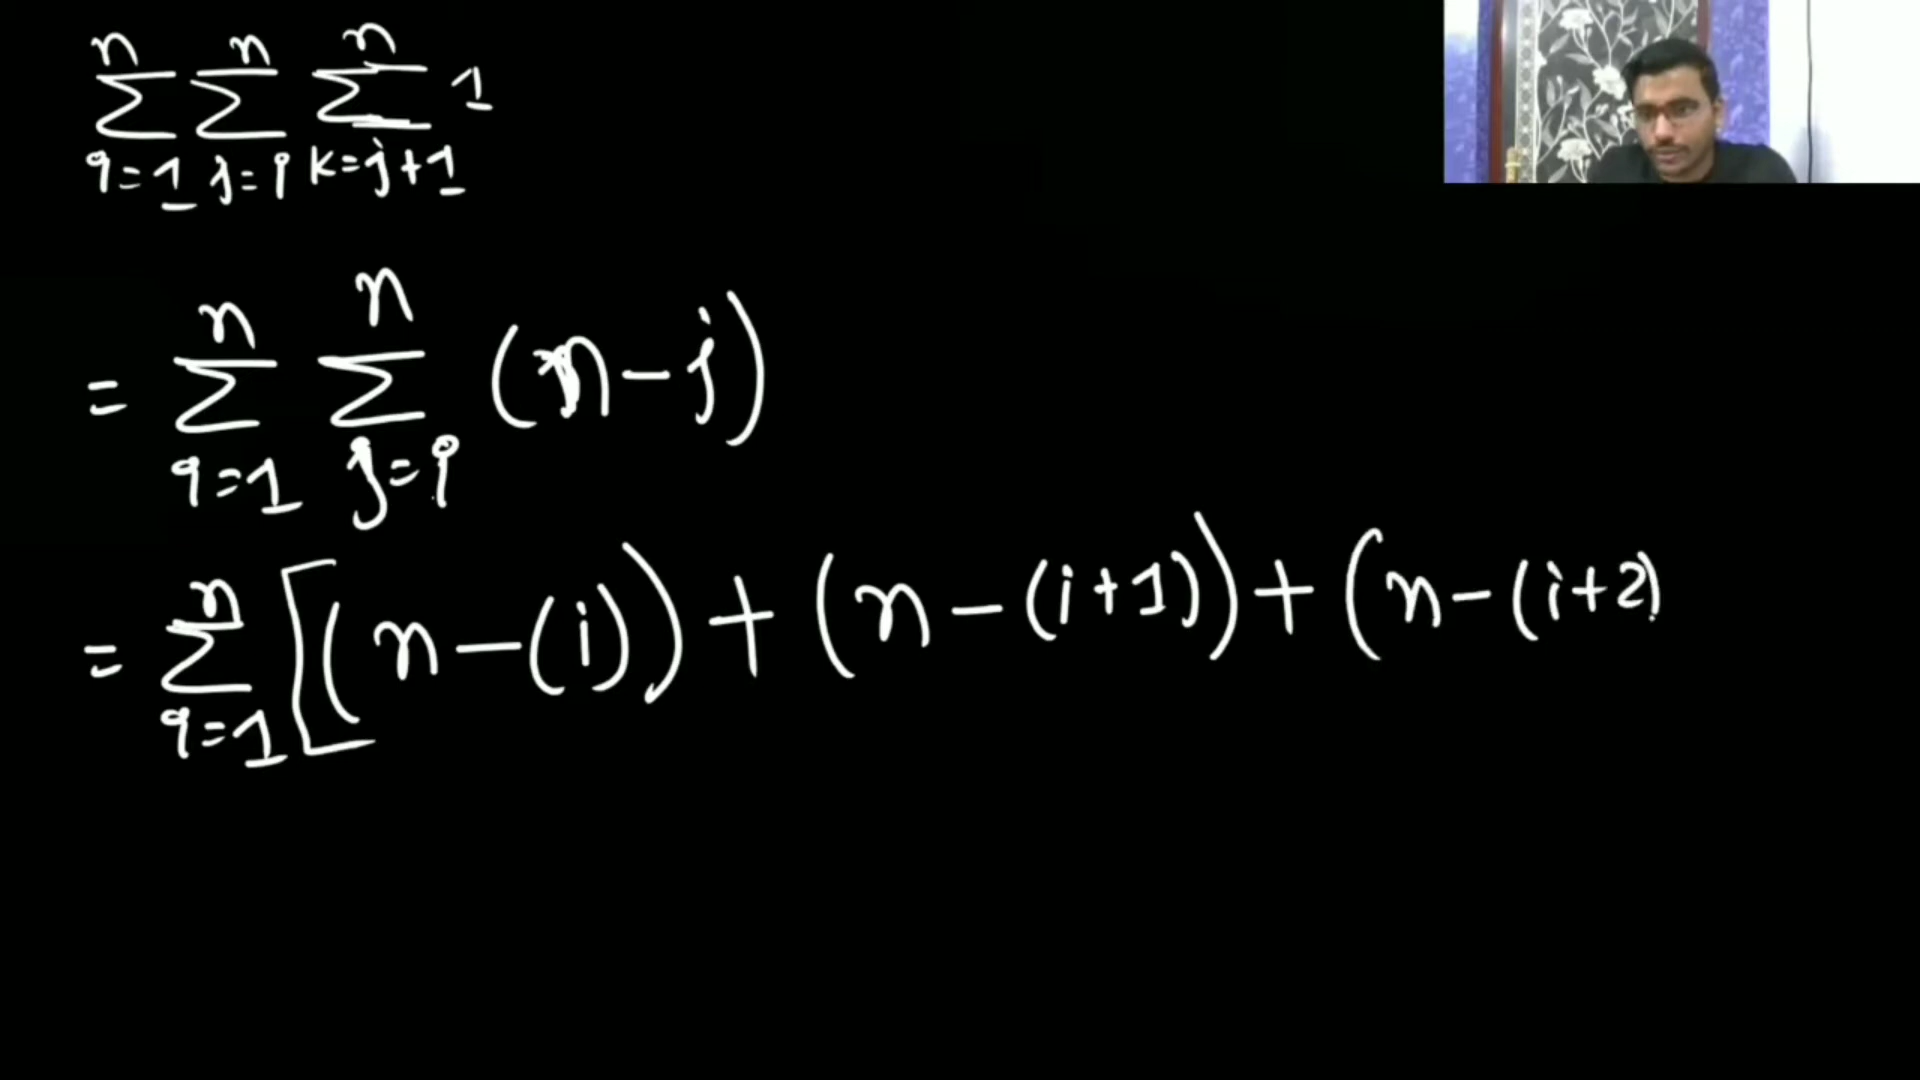 n n n
∑ ∑ ∑ 1
i=1 j=i k=j+1
n n
= ∑ ∑ (n-j)
i=1 j=i
n
= ∑ [(n-(i)) + (n-(i+1)) + (n-(i+2)
i=1